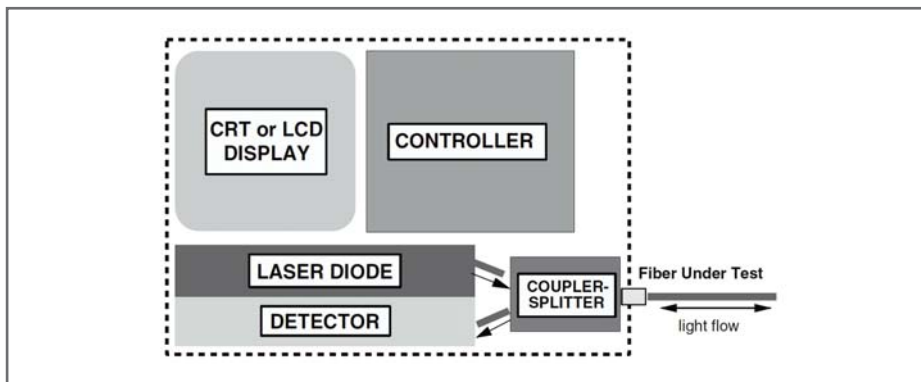 CRT or LCD
DISPLAY
CONTROLLER
LASER DIODE
DETECTOR
COUPLER-
SPLITTER
Fiber Under Test
light flow